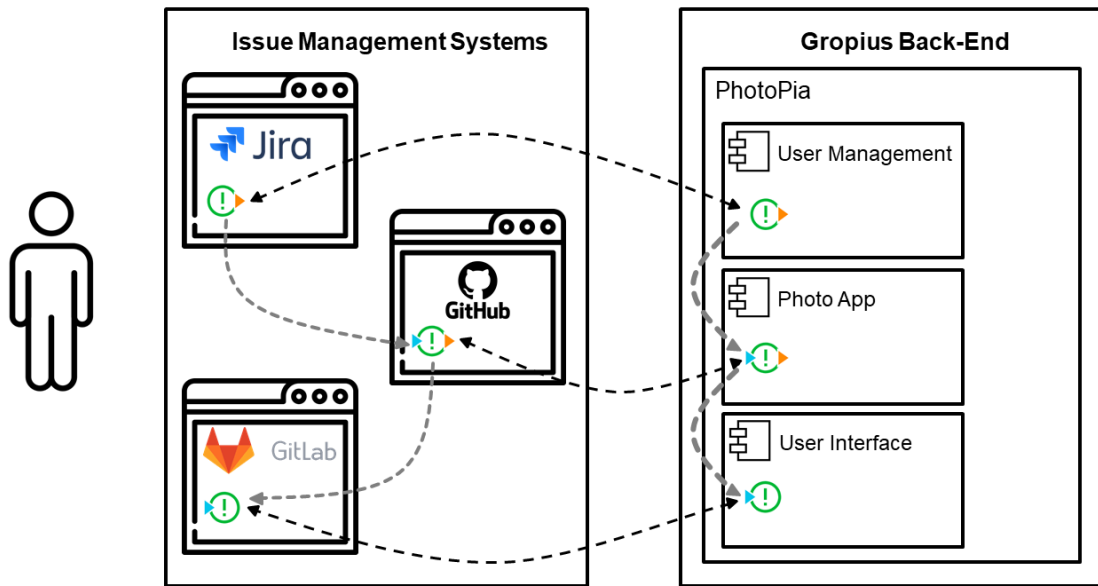 Issue Management Systems
Jira
GitHub
GitLab
Gropius Back-End
PhotoPia
User Management
Photo App
User Interface